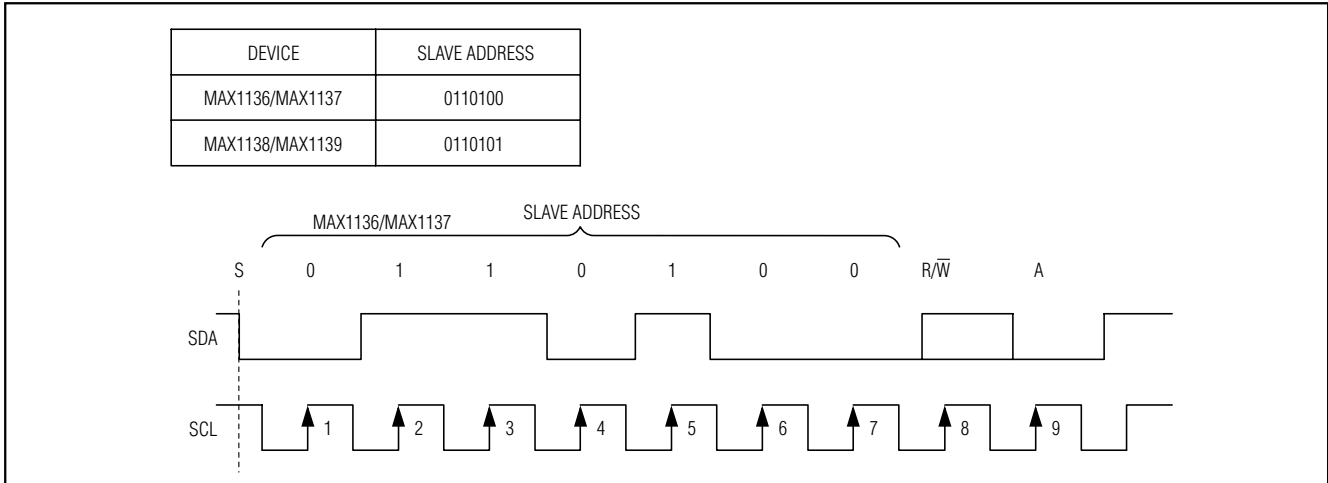 DEVICE SLAVE ADDRESS
MAX1136/MAX1137 0110100
MAX1138/MAX1139 0110101
MAX1136/MAX1137 SLAVE ADDRESS
S 0 1 1 0 1 0 0 R/W̅ A
SDA
SCL 1 2 3 4 5 6 7 8 9